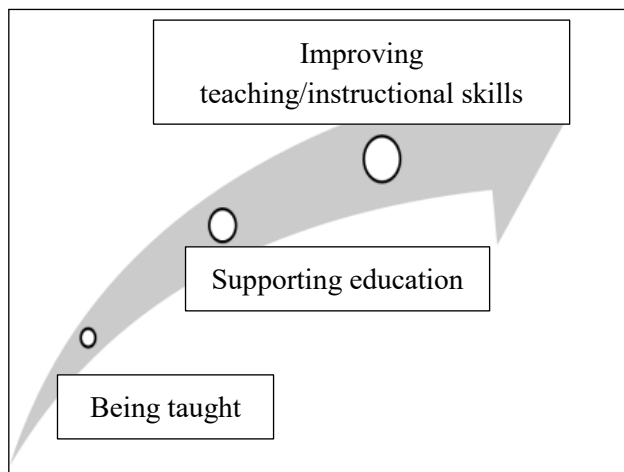 Improving
teaching/instructional skills
Supporting education
Being taught